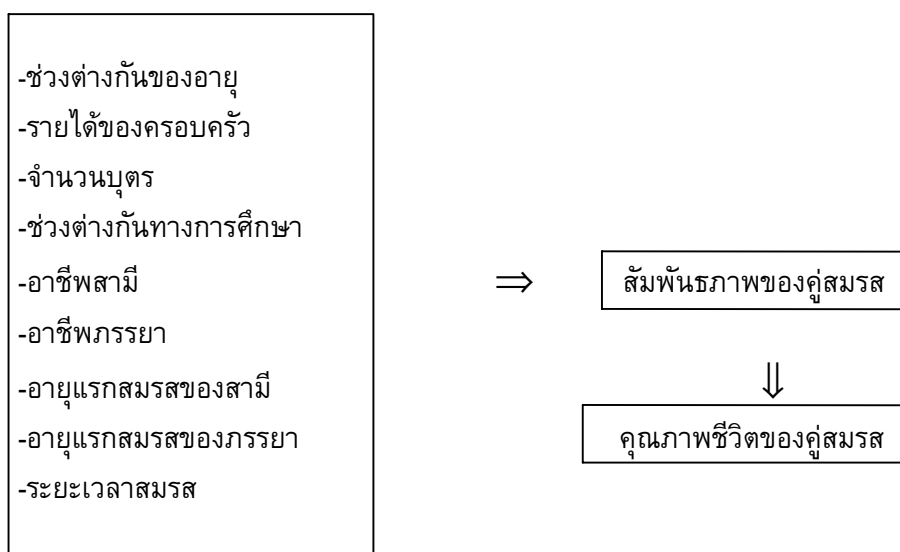 -ช่วงต่างกันของอายุ
-รายได้ของครอบครัว
-จำนวนบุตร
-ช่วงต่างกันทางการศึกษา
-อาชีพสามี
-อาชีพภรรยา
-อายุแรกสมรสของสามี
-อายุแรกสมรสของภรรยา
-ระยะเวลาสมรส
⇒
สัมพันธภาพของคู่สมรส
⇓
คุณภาพชีวิตของคู่สมรส